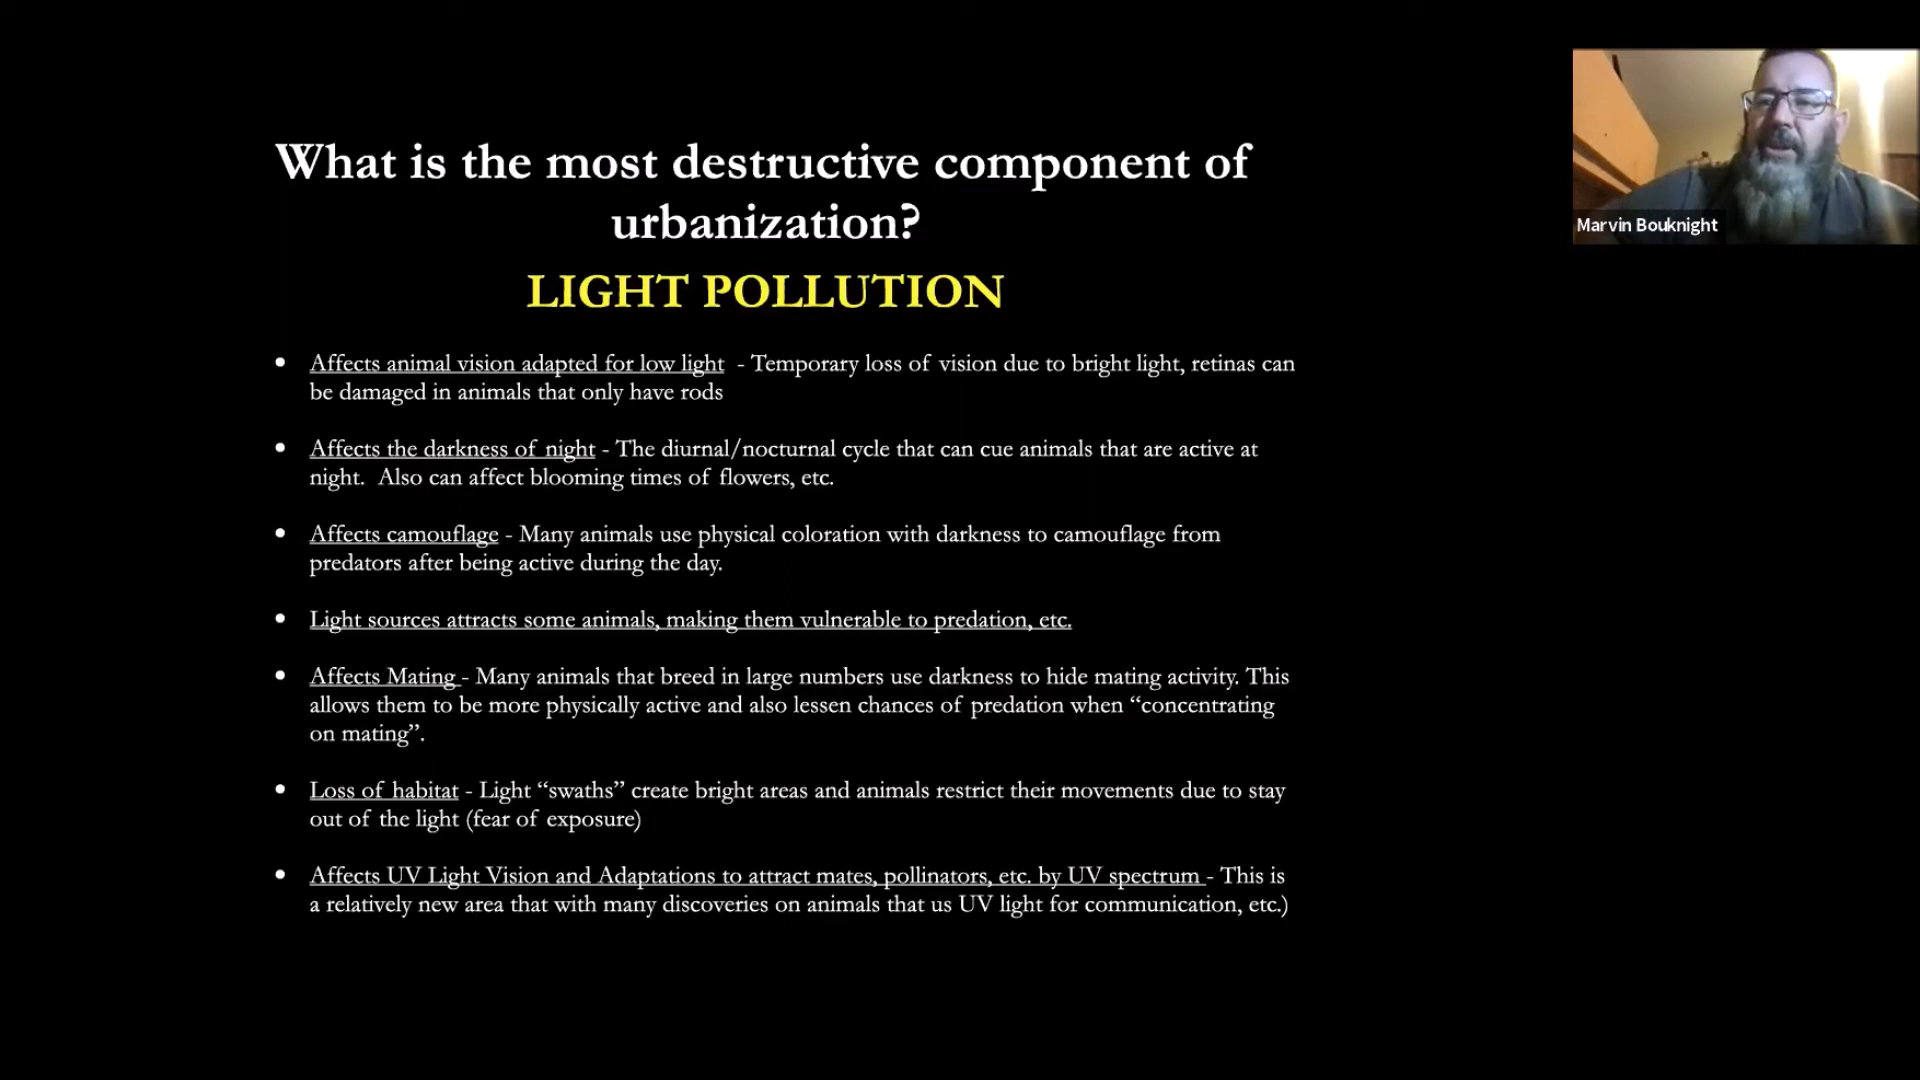 What is the most destructive component of
urbanization?
LIGHT POLLUTION
Marvin Bouknight
• Affects animal vision adapted for low light - Temporary loss of vision due to bright light, retinas can
be damaged in animals that only have rods
• Affects the darkness of night - The diurnal/nocturnal cycle that can cue animals that are active at
night. Also can affect blooming times of flowers, etc.
• Affects camouflage - Many animals use physical coloration with darkness to camouflage from
predators after being active during the day.
• Light sources attracts some animals, making them vulnerable to predation, etc.
• Affects Mating - Many animals that breed in large numbers use darkness to hide mating activity. This
allows them to be more physically active and also lessen chances of predation when “concentrating
on mating”.
• Loss of habitat - Light “swaths” create bright areas and animals restrict their movements due to stay
out of the light (fear of exposure)
• Affects UV Light Vision and Adaptations to attract mates, pollinators, etc. by UV spectrum - This is
a relatively new area that with many discoveries on animals that us UV light for communication, etc.)